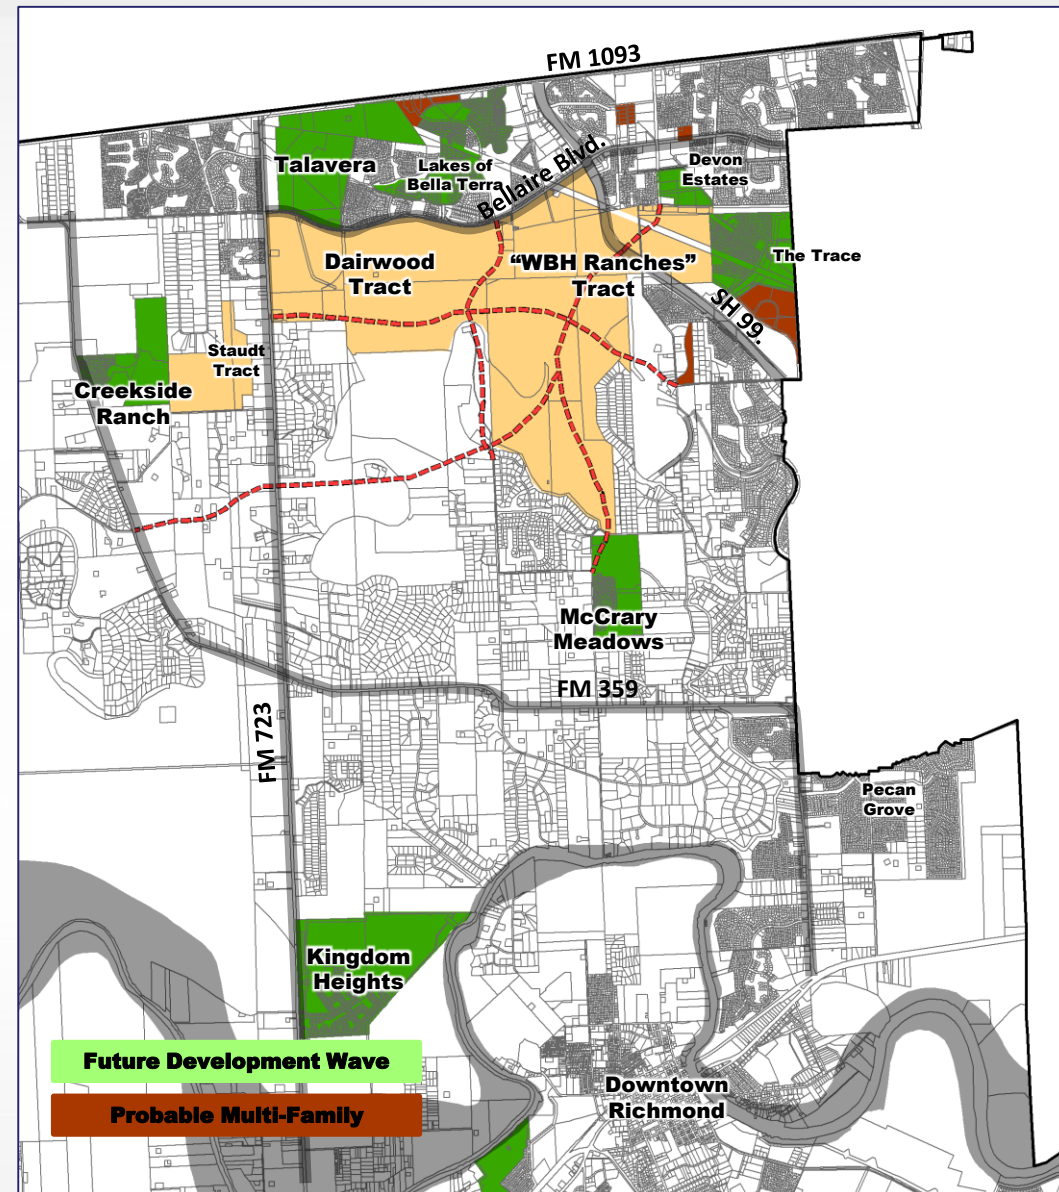 FM 1093
Bellaire Blvd.
Talavera
Lakes of
Bella Terra
Devon
Estates
Dairwood
Tract
“WBH Ranches”
Tract
The Trace
SH 99.
Staudt
Tract
Creekside
Ranch
McCrary
Meadows
FM 359
FM 723
Pecan
Grove
Kingdom
Heights
Future Development Wave
Probable Multi-Family
Downtown
Richmond